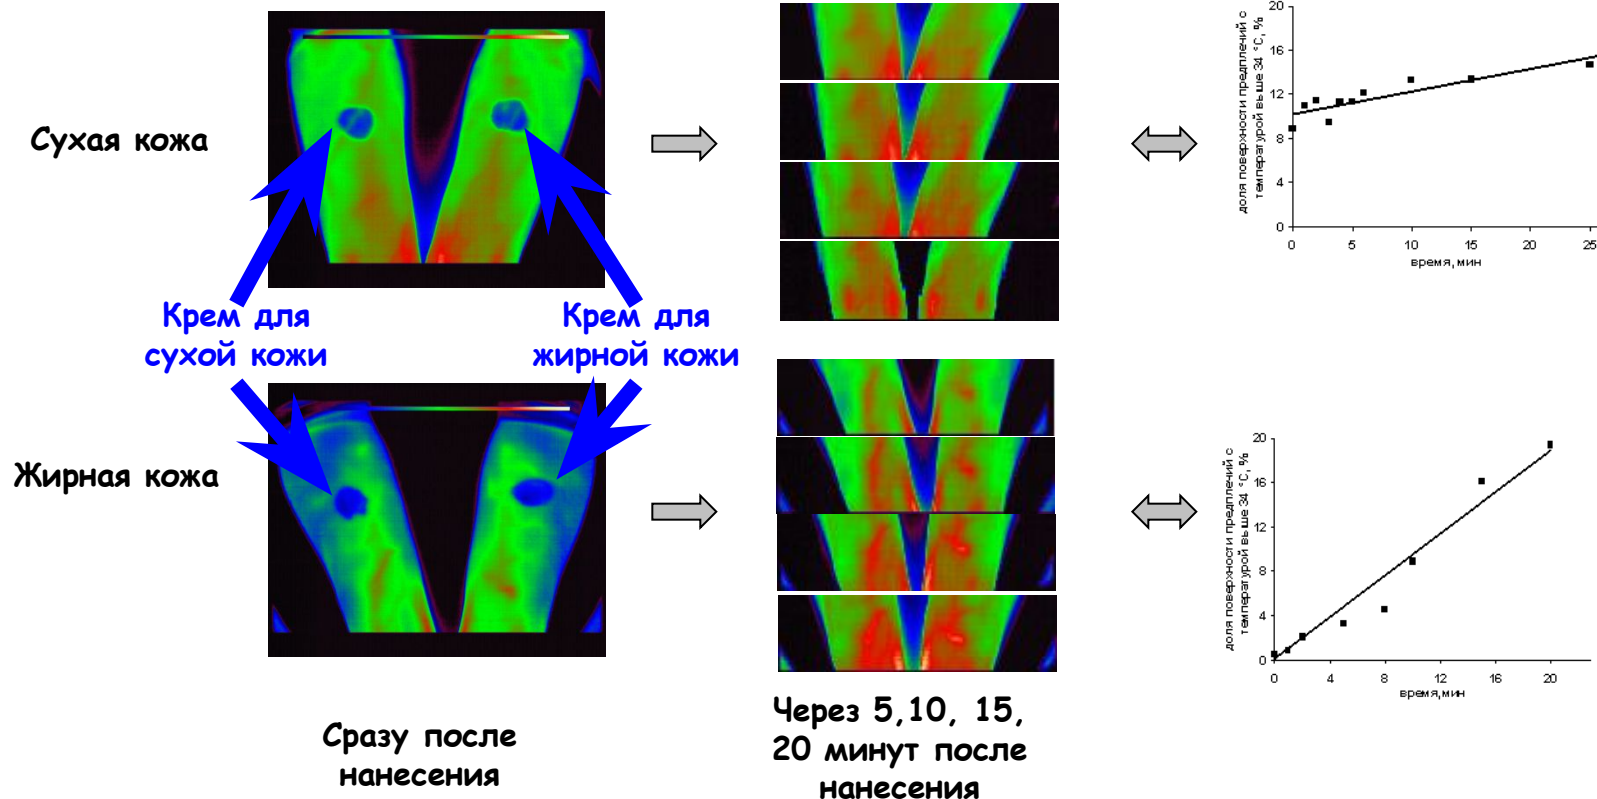 Сухая кожа
Крем для
сухой кожи
Крем для
жирной кожи
Жирная кожа
Сразу после
нанесения
Через 5,10, 15,
20 минут после
нанесения
доля поверхности предплечий с
температурой выше 34 °C, %
20
16
12
8
4
0
0 5 10 15 20 25
время, мин
доля поверхности предплечий с
температурой выше 34 °C, %
20
16
12
8
4
0
0 4 8 12 16 20
время,мин